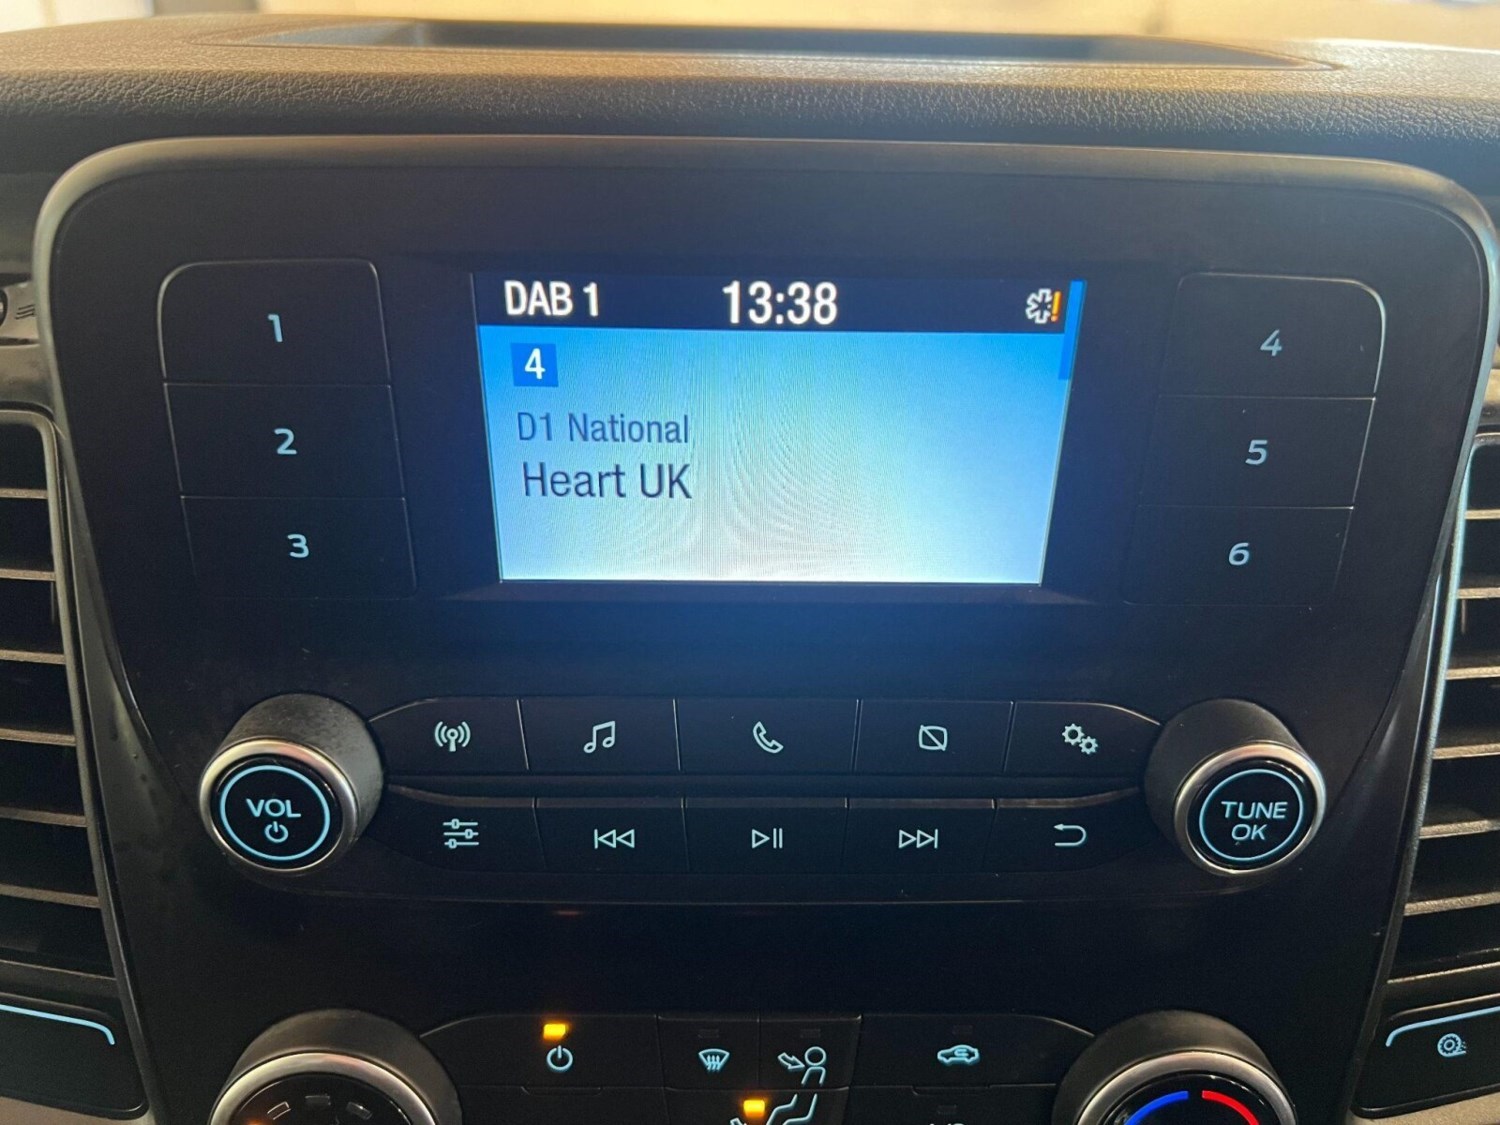 DAB 1 13:38
4
D1 National
Heart UK
1
2
3
4
5
6
VOL
TUNE
OK